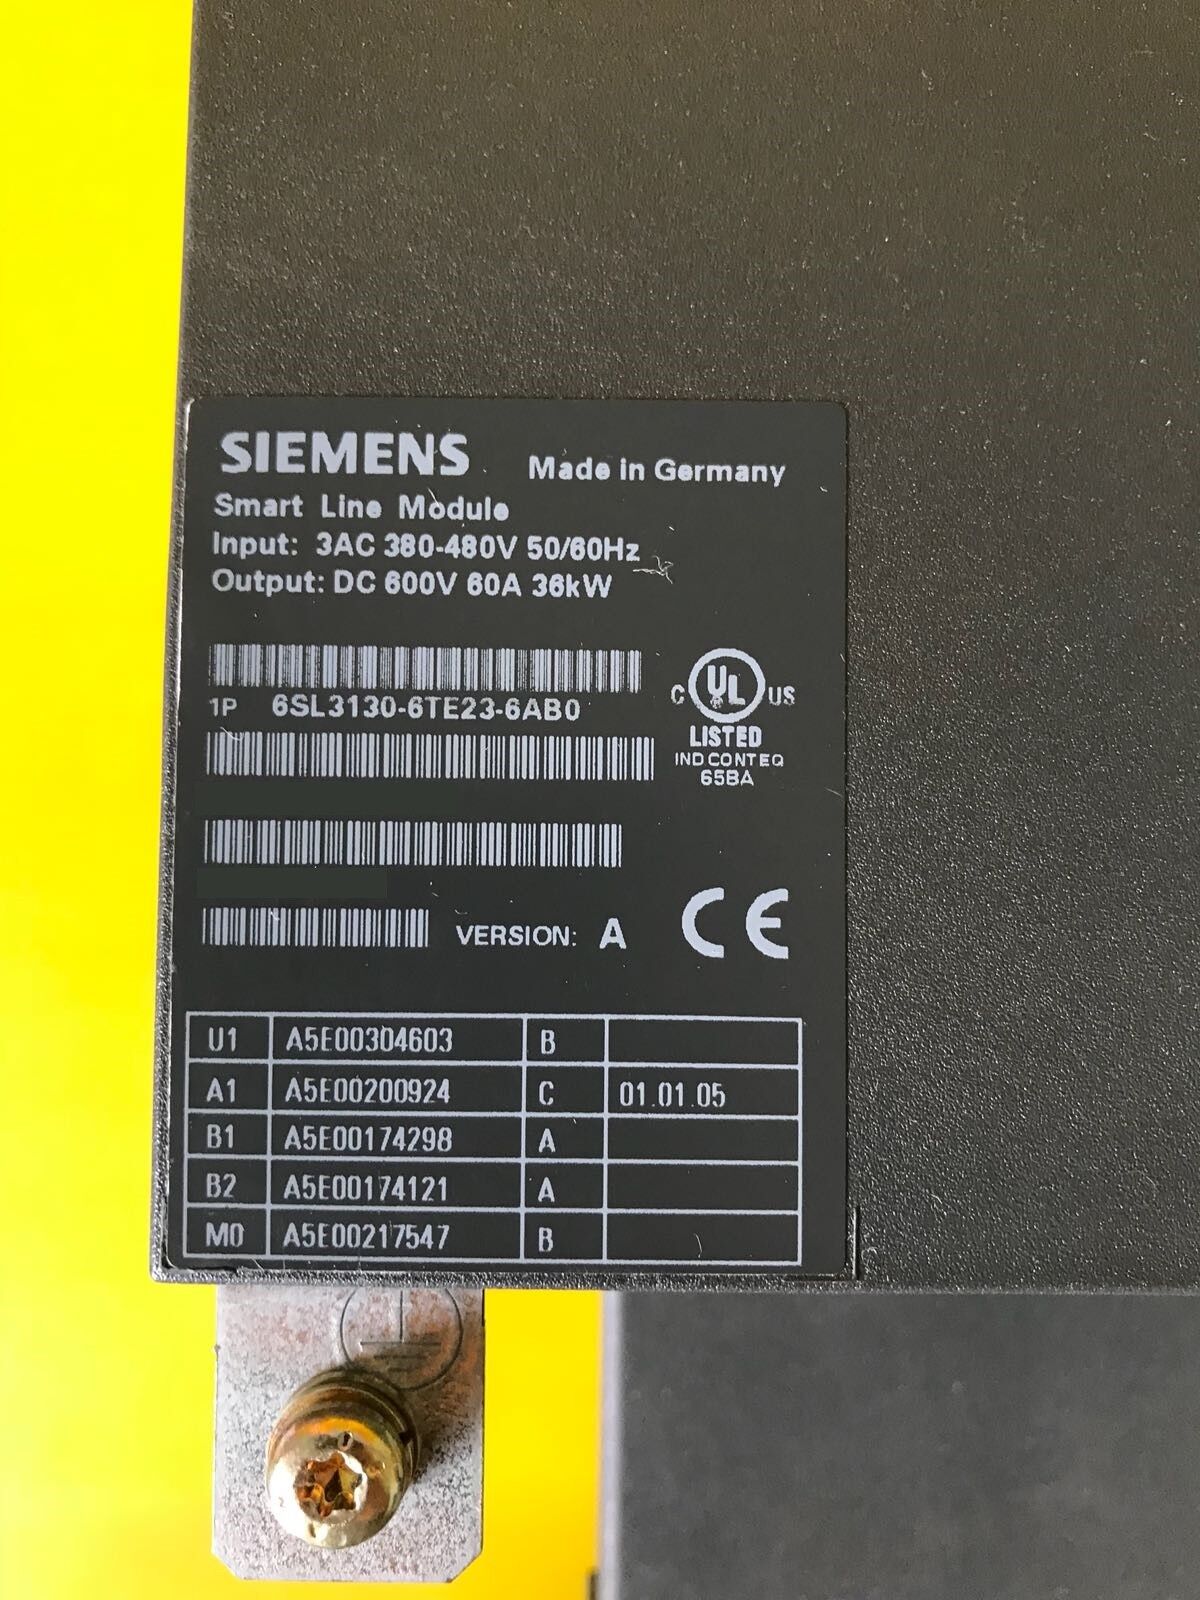 SIEMENS Made in Germany
Smart Line Module
Input: 3AC 380-480V 50/60Hz
Output: DC 600V 60A 36kW
1P 6SL3130-6TE23-6AB0
C UL US
LISTED
IND CONT EQ
65BA
VERSION: A CE
U1 A5E00304603 B
A1 A5E00200924 C 01.01.05
B1 A5E00174298 A
B2 A5E00174121 A
M0 A5E00217547 B